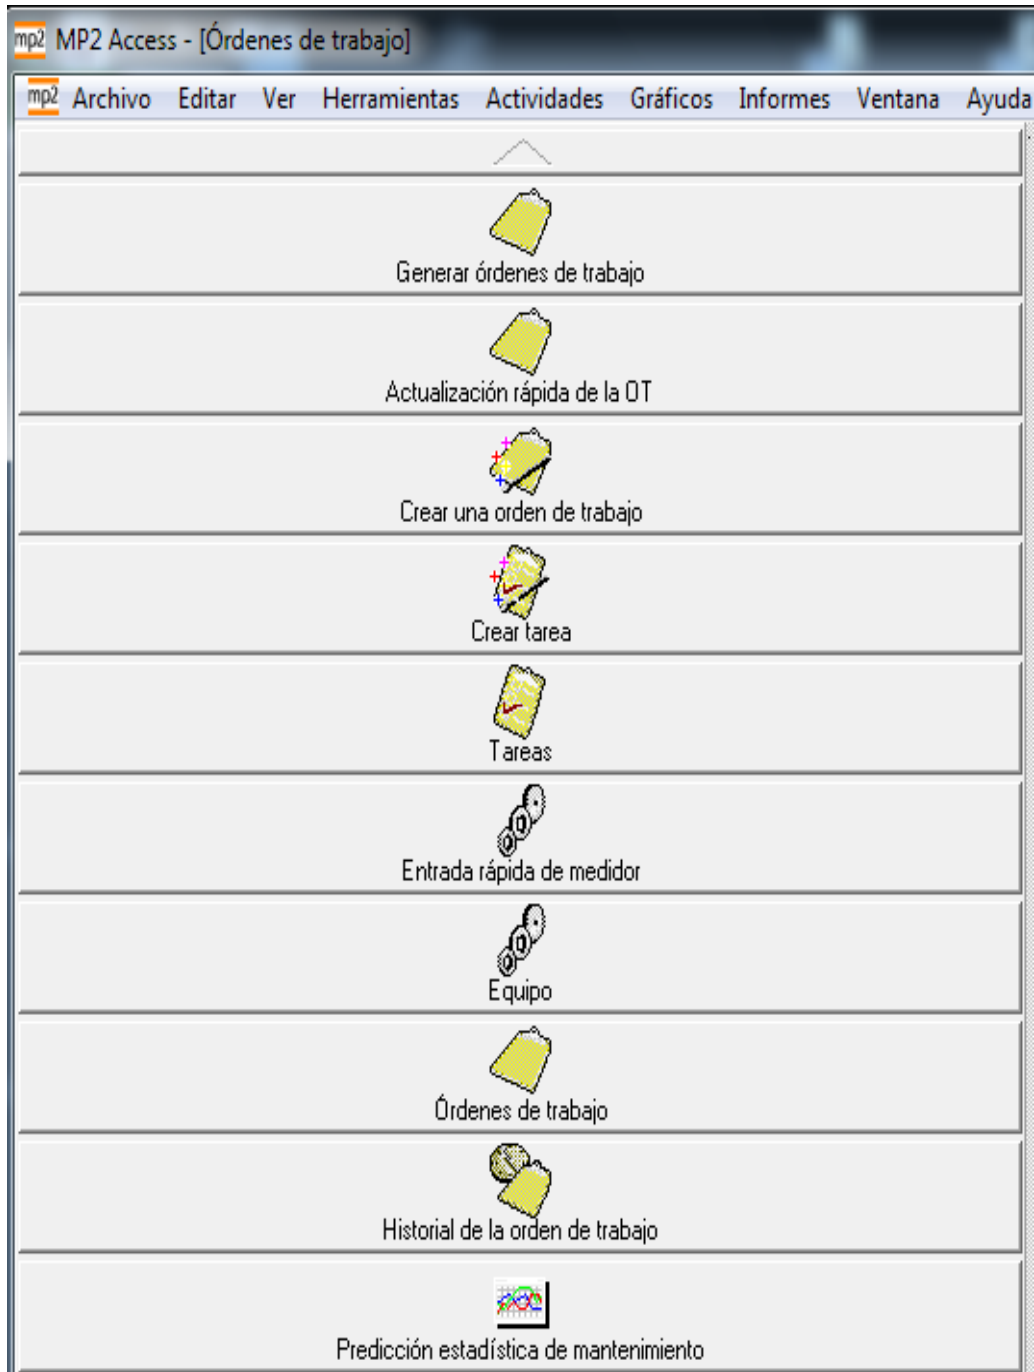 mp2 MP2 Access - [Órdenes de trabajo]
mp2 Archivo Editar Ver Herramientas Actividades Gráficos Informes Ventana Ayuda
Generar órdenes de trabajo
Actualización rápida de la OT
Crear una orden de trabajo
Crear tarea
Tareas
Entrada rápida de medidor
Equipo
Órdenes de trabajo
Historial de la orden de trabajo
Predicción estadística de mantenimiento